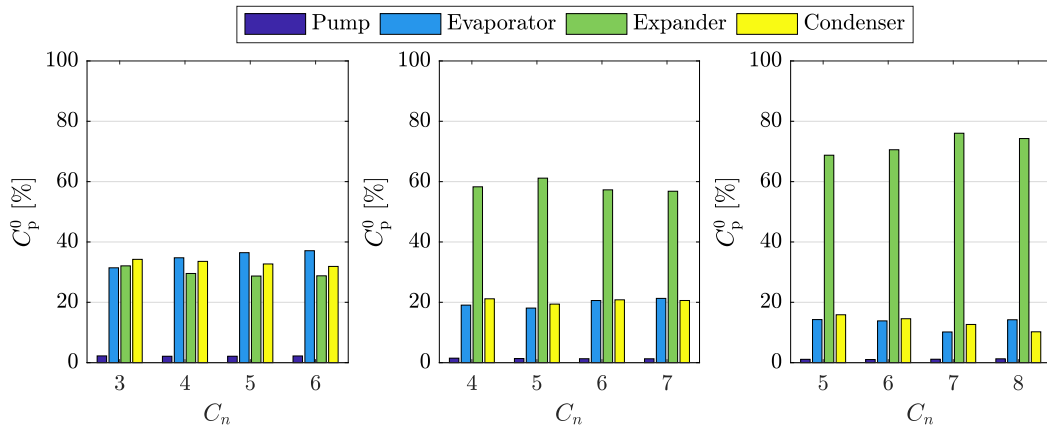 Pump Evaporator Expander Condenser
100 100 100
80 80 80
60 60 60
40 40 40
20 20 20
0 0 0
C_p^0 [%] C_p^0 [%] C_p^0 [%]
3 4 5 6 4 5 6 7 5 6 7 8
C_n C_n C_n